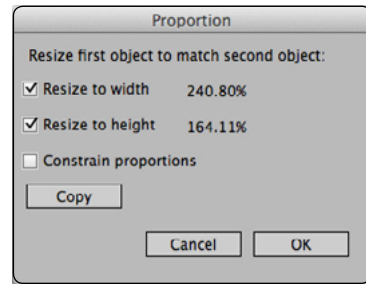 Proportion
Resize first object to match second object:
Resize to width 240.80%
Resize to height 164.11%
Constrain proportions
Copy
Cancel OK